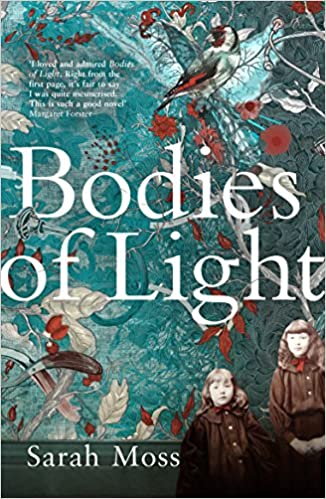 'I loved and admired Bodies
of Light. Right from the
first page, it's fair to say
I was quite mesmerised.
This is such a good novel'
Margaret Forster
Bodies
of Light
Sarah Moss